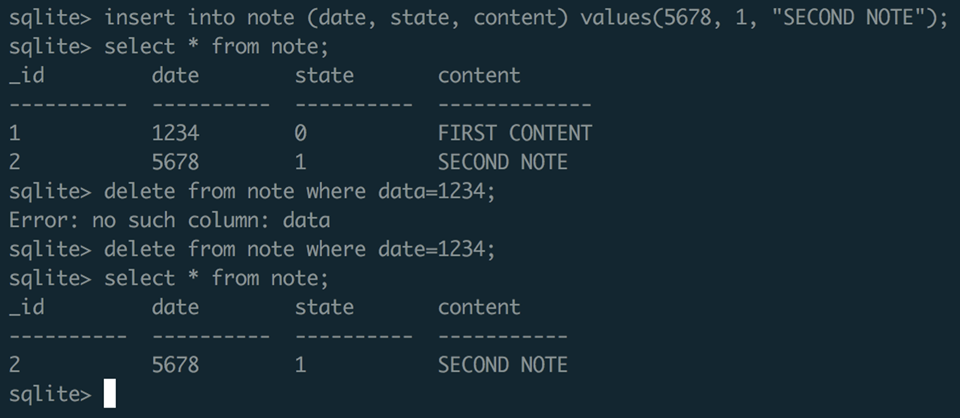 sqlite> insert into note (date, state, content) values(5678, 1, "SECOND NOTE");
sqlite> select * from note;
_id         date        state       content
----------  ----------  ----------  -------------
1           1234        0           FIRST CONTENT
2           5678        1           SECOND NOTE
sqlite> delete from note where data=1234;
Error: no such column: data
sqlite> delete from note where date=1234;
sqlite> select * from note;
_id         date        state       content
----------  ----------  ----------  -----------
2           5678        1           SECOND NOTE
sqlite>